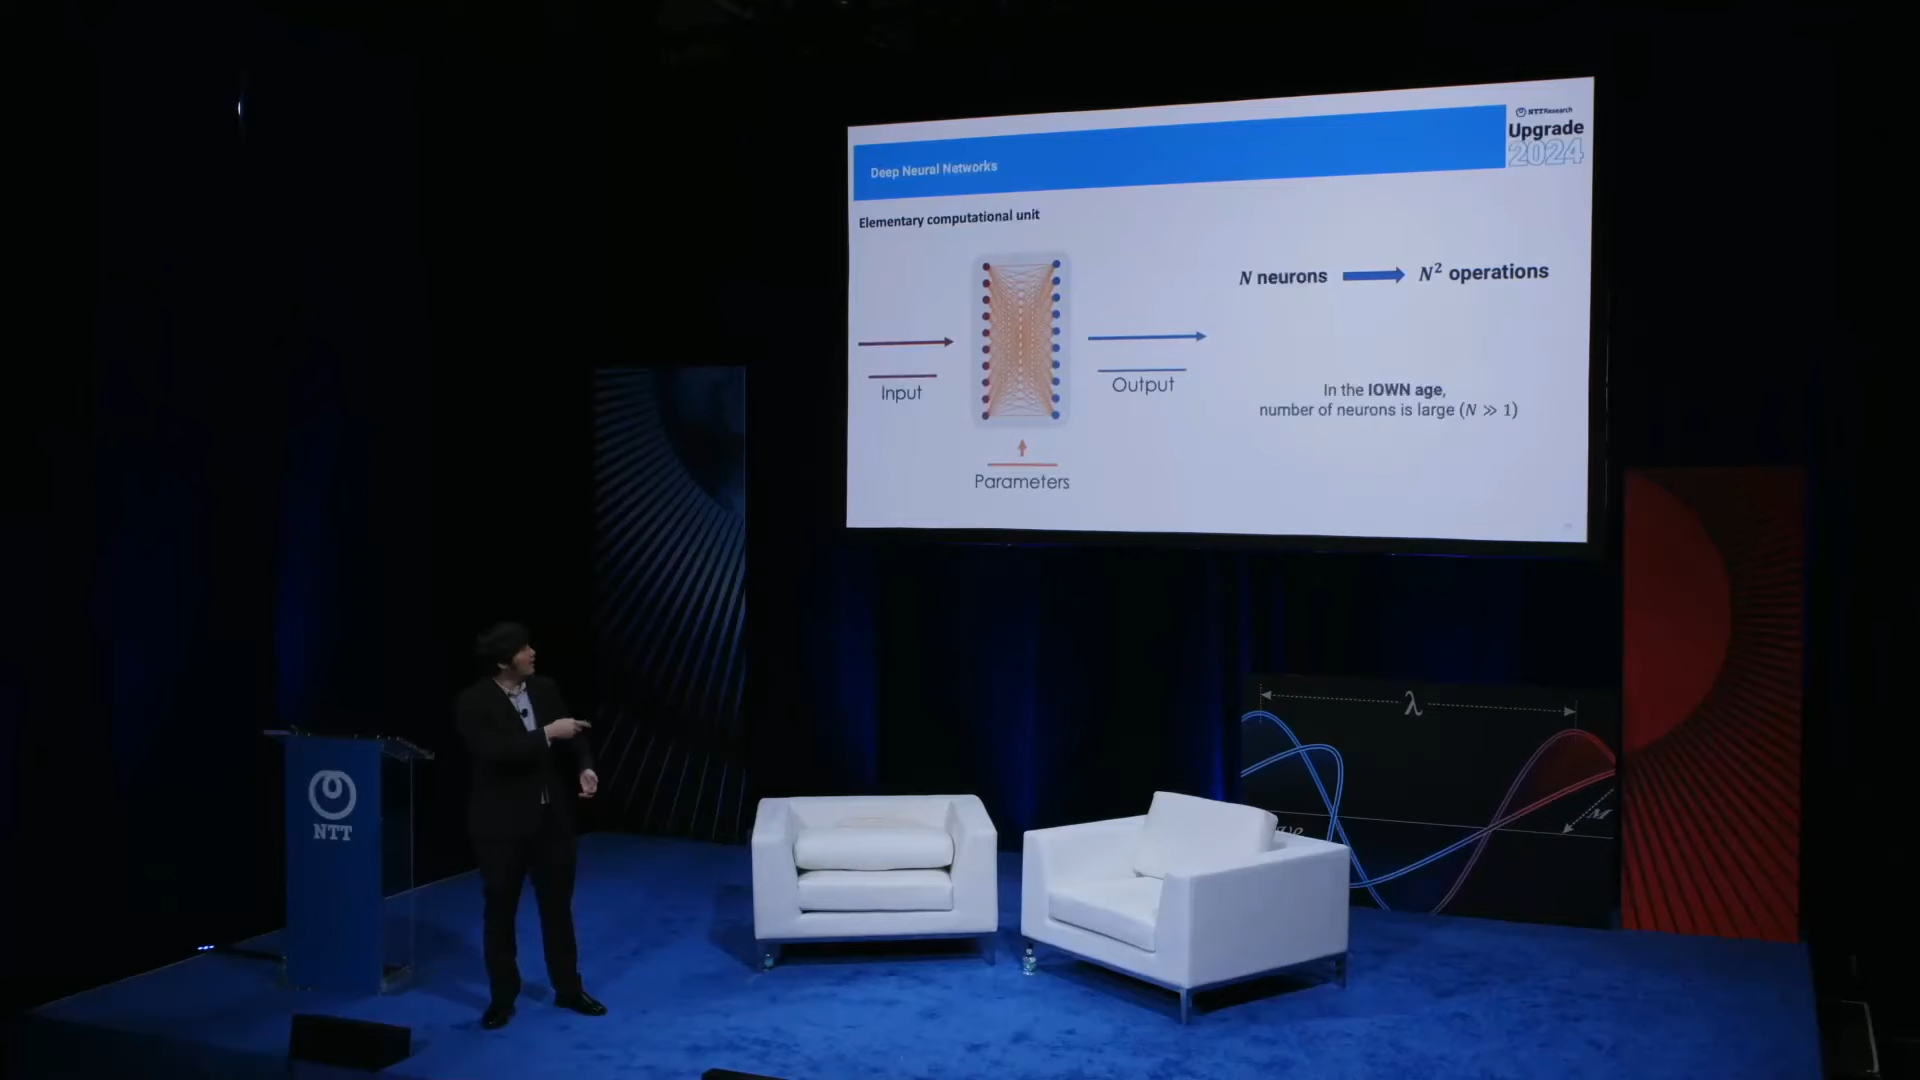 NTT Research
Upgrade
2024
Deep Neural Networks
Elementary computational unit
N neurons
N² operations
Input
Output
In the IOWN age,
number of neurons is large (N ≫ 1)
Parameters
λ
M
NTT